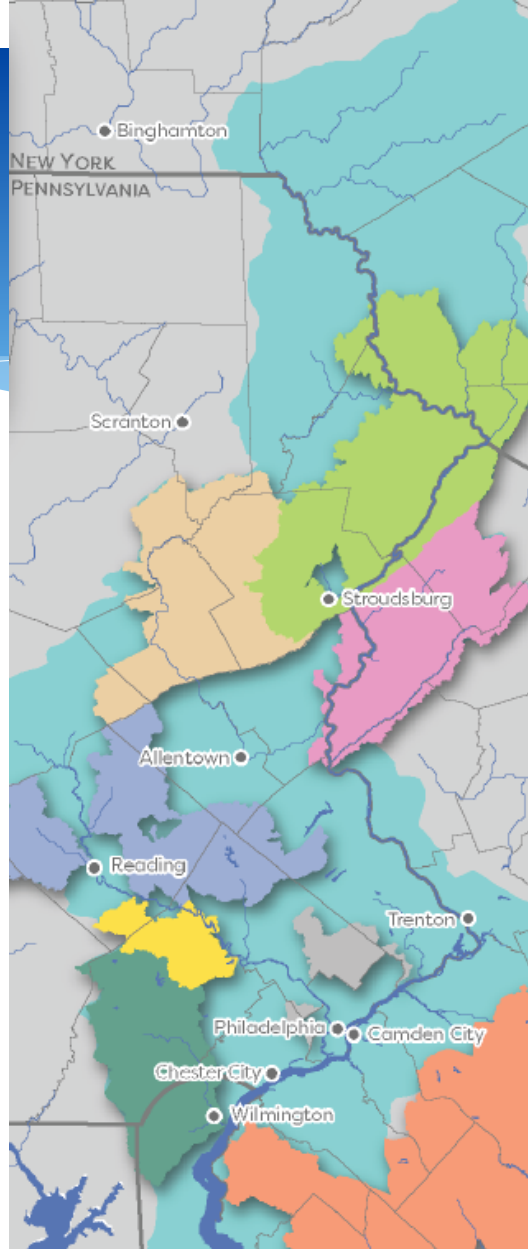 Binghamton
NEW YORK
PENNSYLVANIA
Scranton
Stroudsburg
Allentown
Reading
Trenton
Philadelphia
Camden City
Chester City
Wilmington